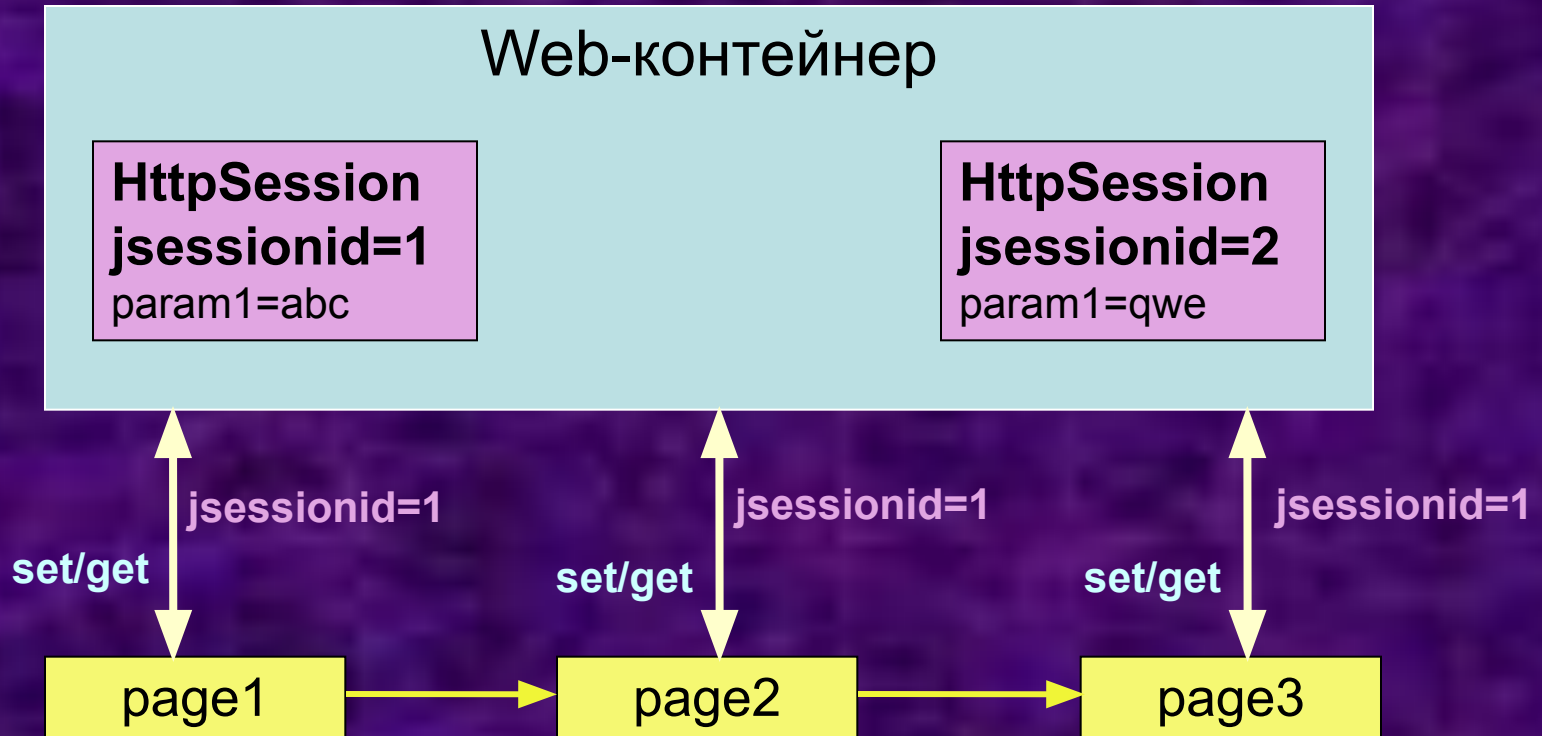 Web-контейнер
HttpSession
jsessionid=1
param1=abc
HttpSession
jsessionid=2
param1=qwe
jsessionid=1
set/get
jsessionid=1
set/get
jsessionid=1
set/get
page1
page2
page3